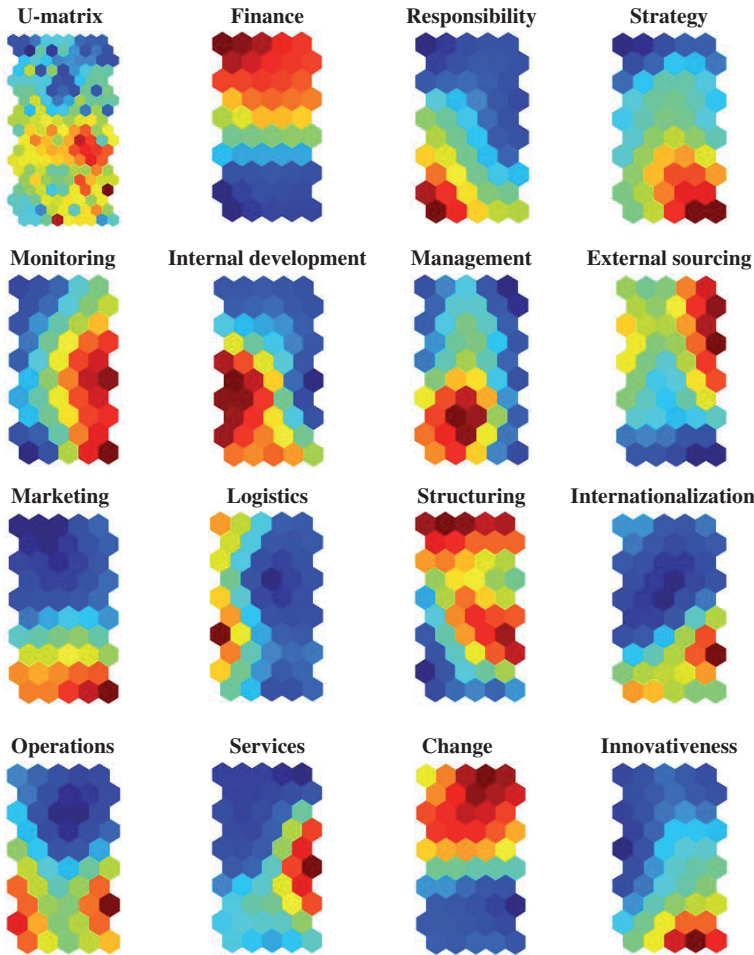 U-matrix Finance Responsibility Strategy
Monitoring Internal development Management External sourcing
Marketing Logistics Structuring Internationalization
Operations Services Change Innovativeness